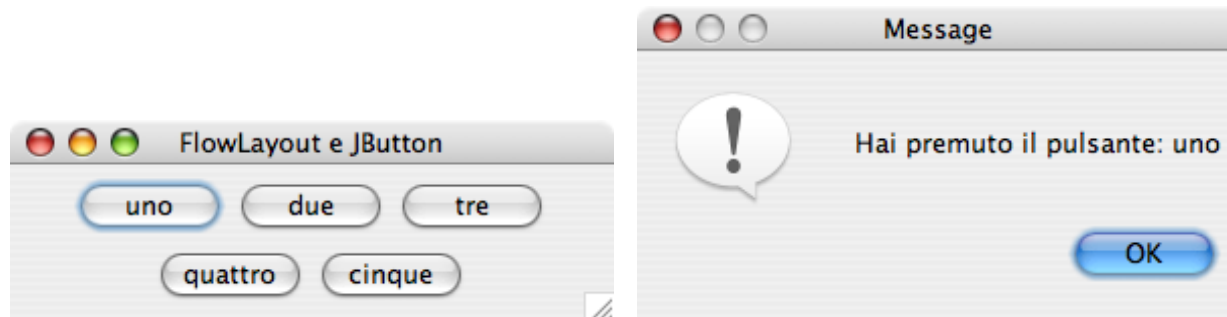 FlowLayout e JButton
uno due tre
quattro cinque
Message
Hai premuto il pulsante: uno
OK